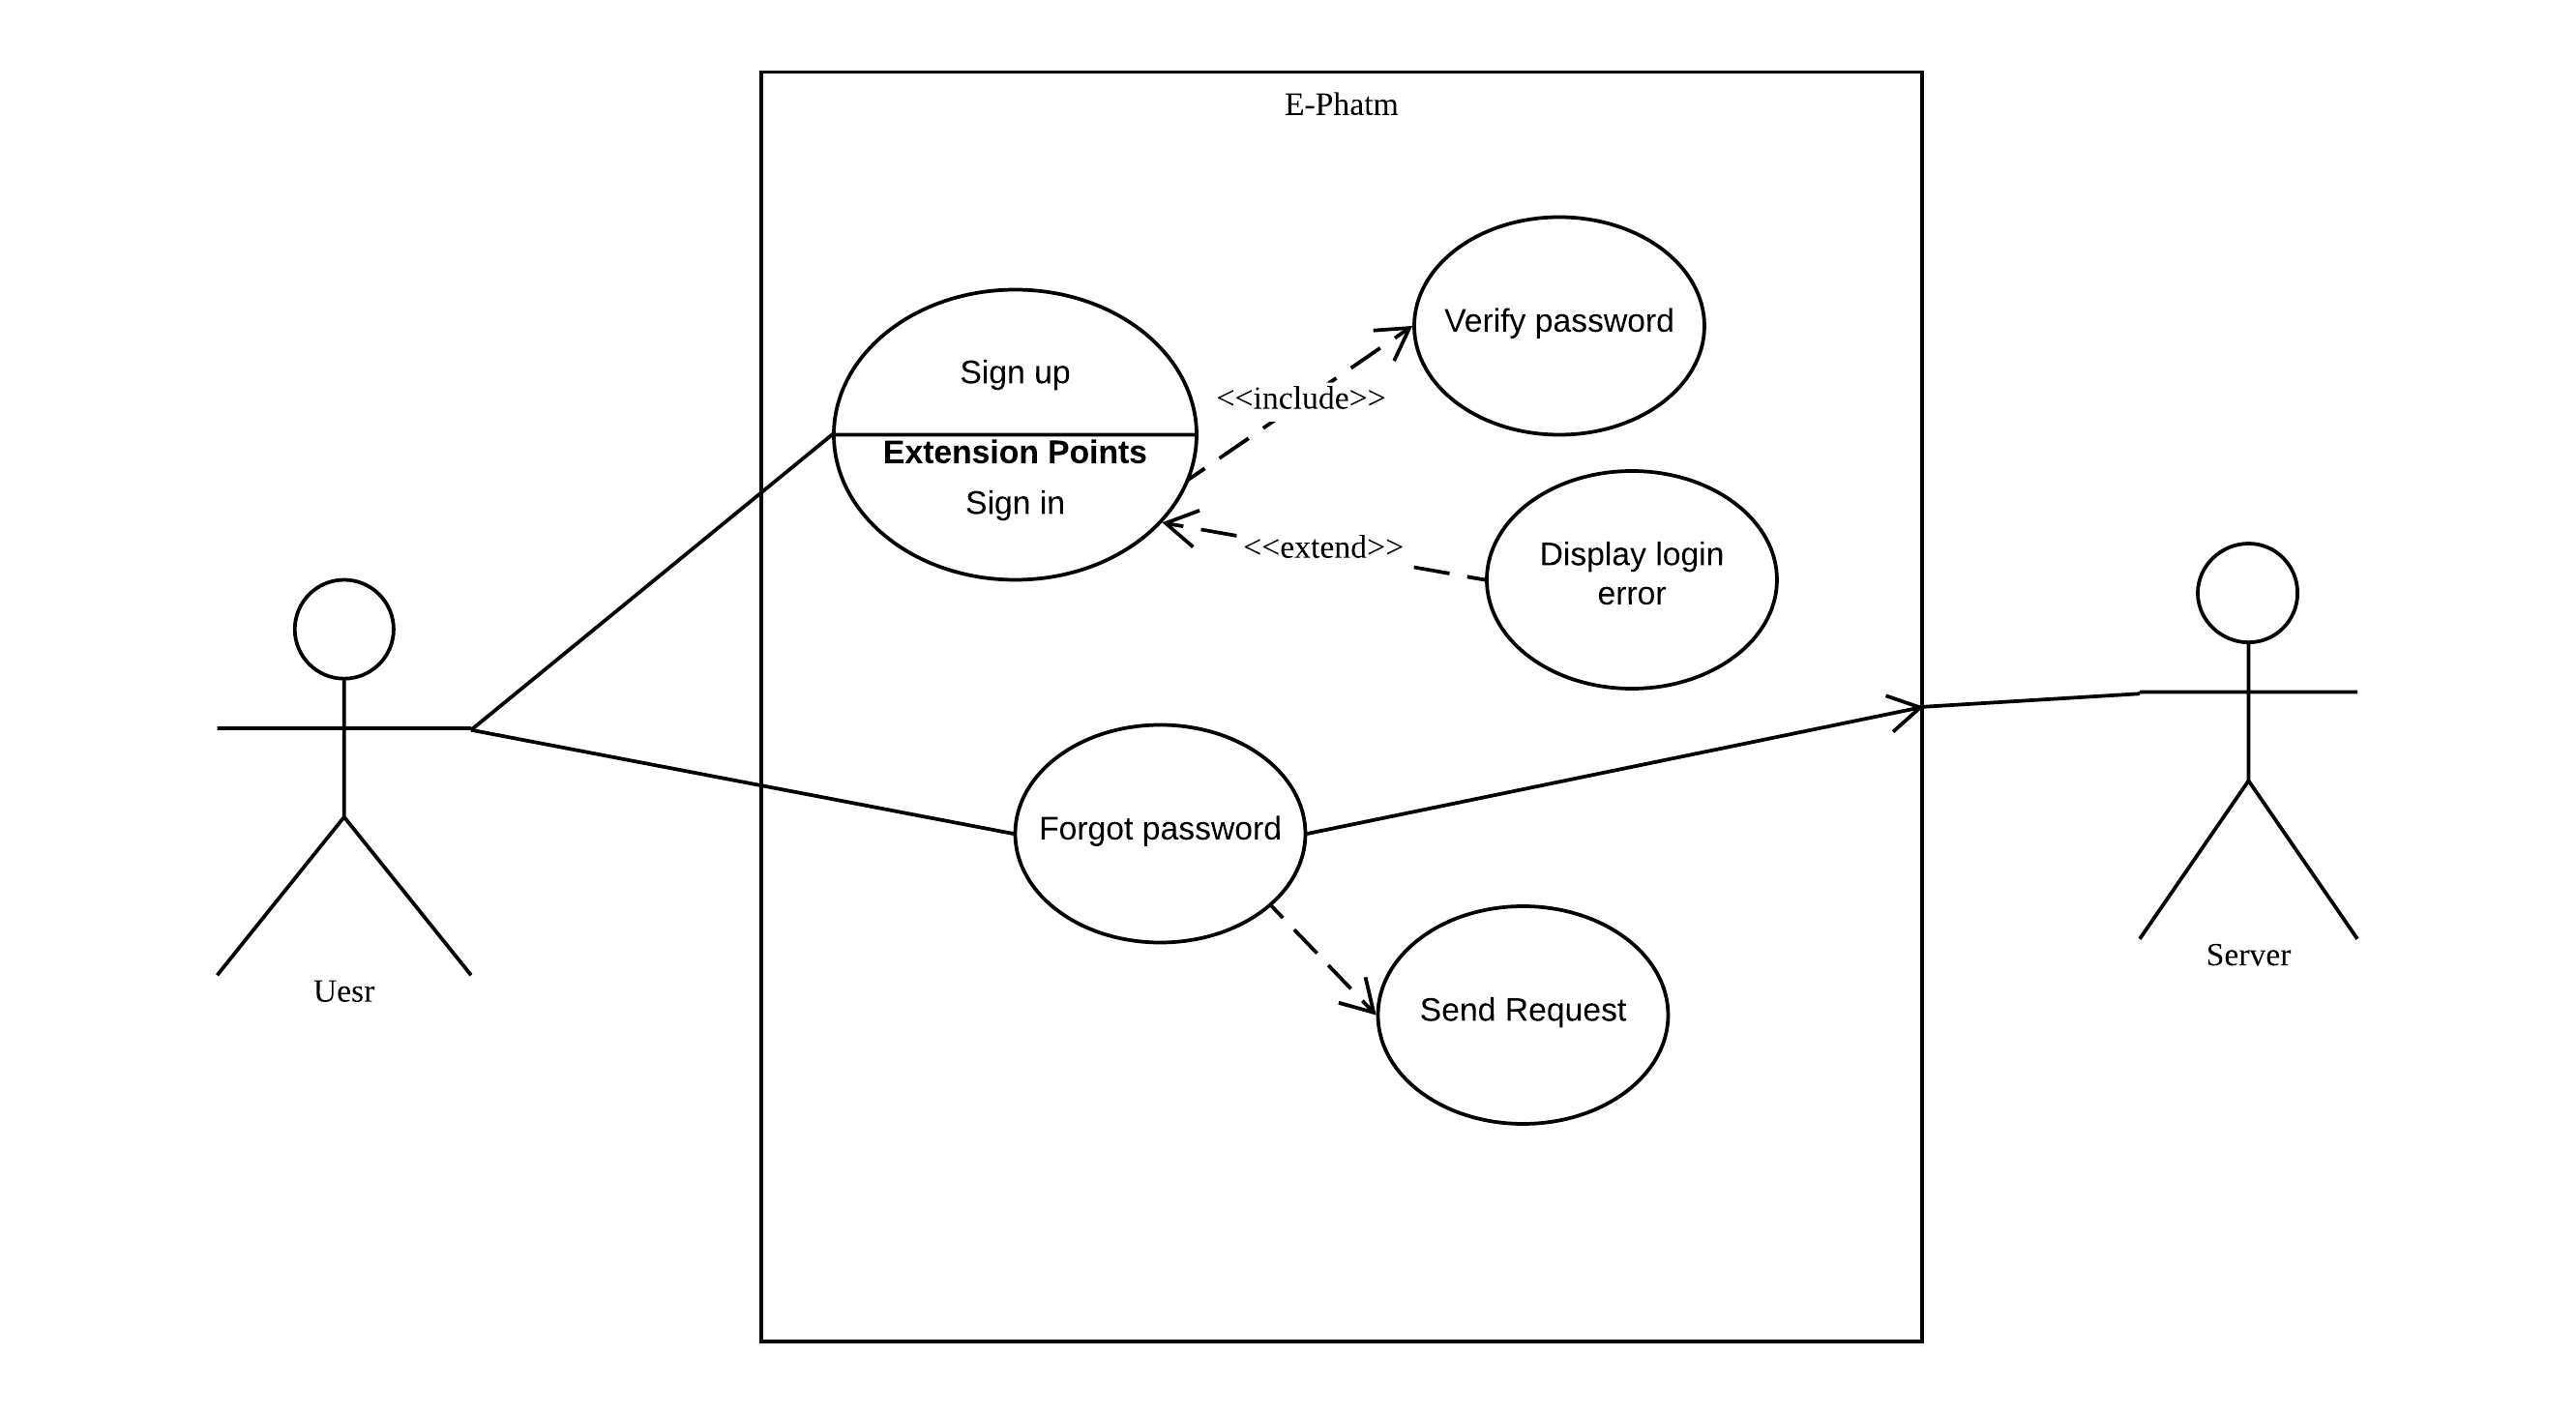 E-Phatm
Verify password
Sign up
<<include>>
Extension Points
Sign in
<<extend>>
Display login
error
Forgot password
Send Request
Uesr
Server